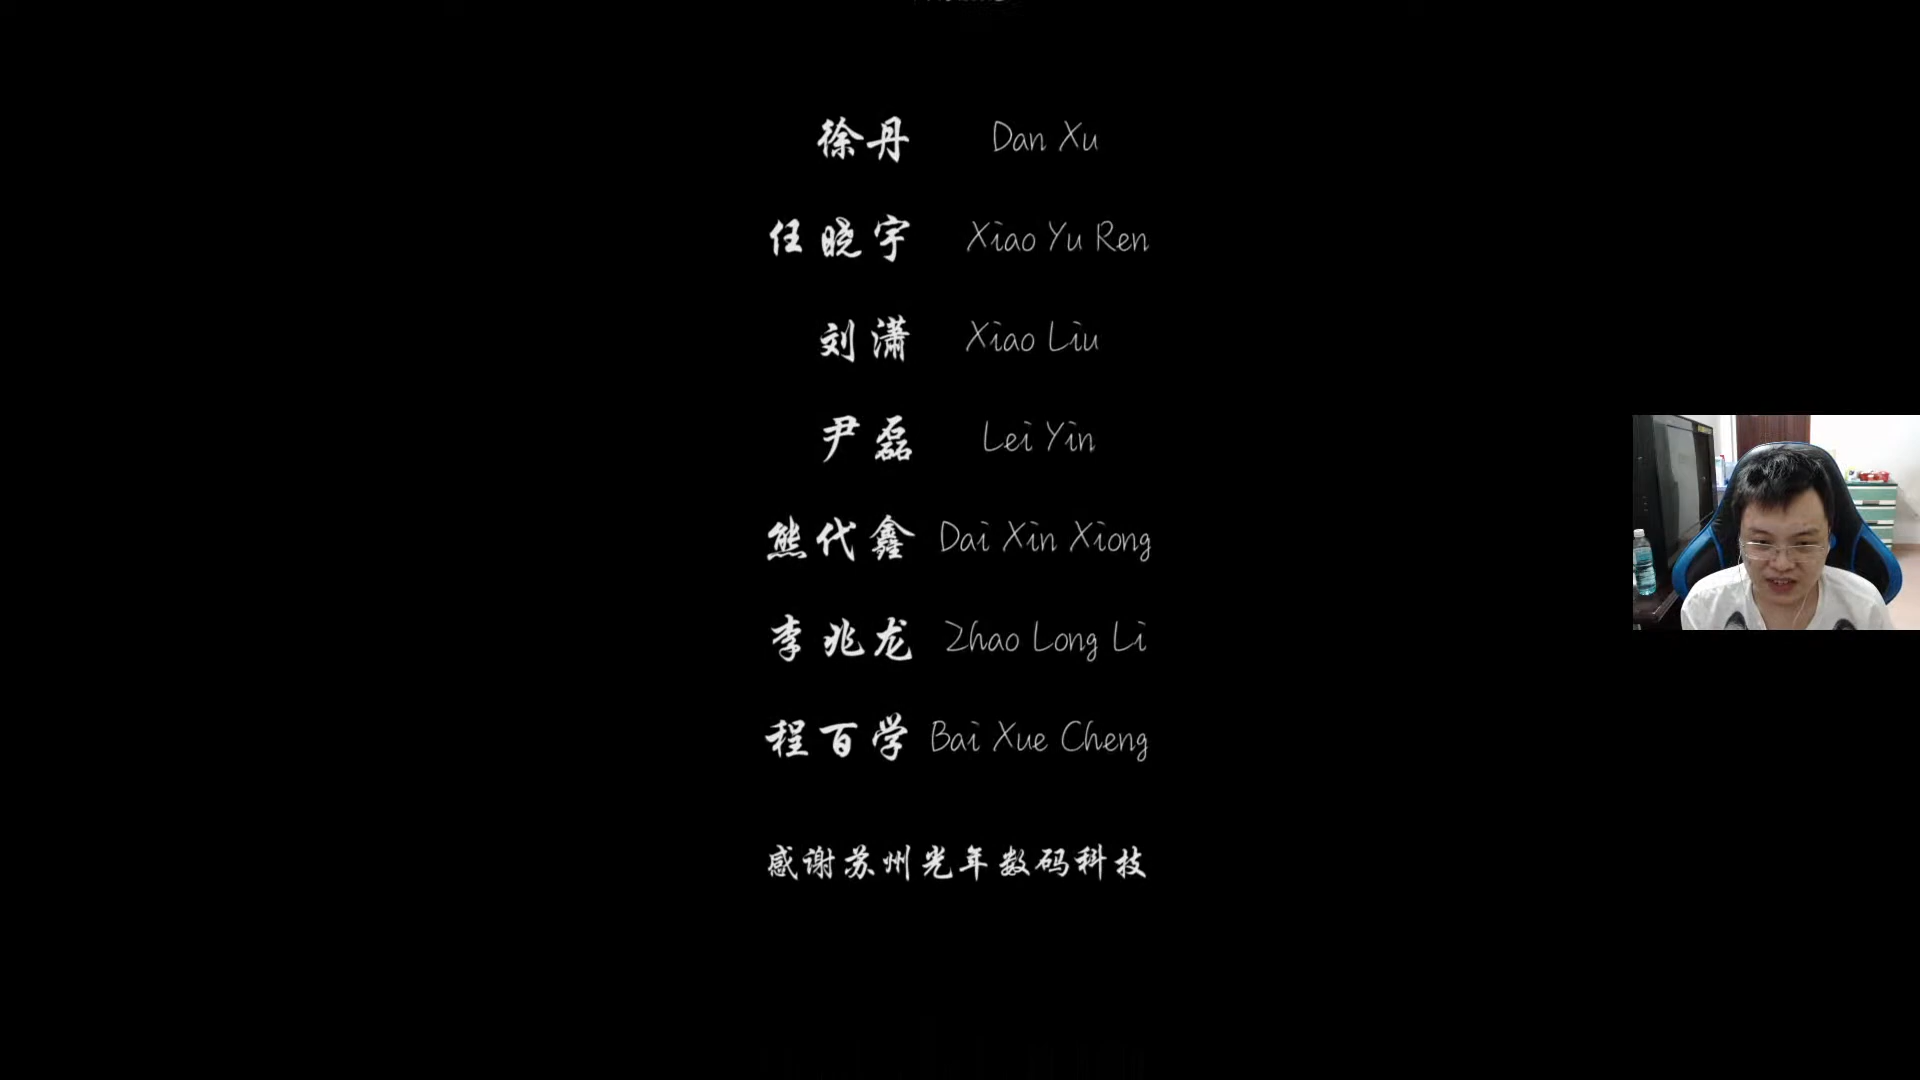 徐丹 Dan Xu
任晓宇 Xiao Yu Ren
刘潇 Xiao Liu
尹磊 Lei Yin
熊代鑫 Dai Xin Xiong
李兆龙 Zhao Long Li
程百学 Bai Xue Cheng
感谢苏州光年数码科技